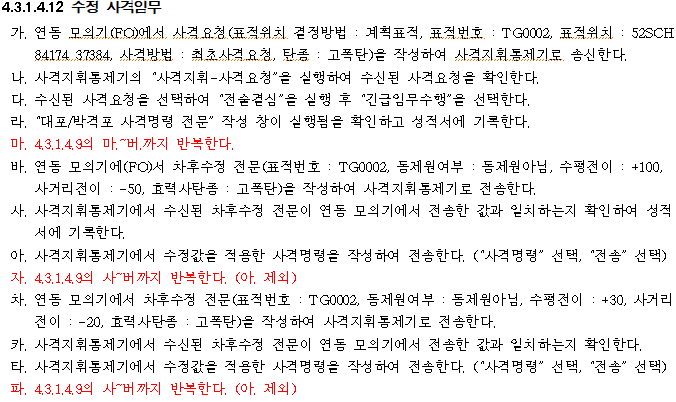 4.3.1.4.12 수정 사격임무
가. 연동 모의기(FO)에서 사격요청(표적위치 결정방법 : 계획표적, 표적번호 : TG0002, 표적위치 : 52SCH
84174 37384, 사격방법 : 최초사격요청, 탄종 : 고폭탄)을 작성하여 사격지휘통제기로 송신한다.
나. 사격지휘통제기의 “사격지휘-사격요청”을 실행하여 수신된 사격요청을 확인한다.
다. 수신된 사격요청을 선택하여 “전술결심”을 실행 후 “긴급임무수행”을 선택한다.
라. “대포/박격포 사격명령 전문” 작성 창이 실행됨을 확인하고 성적서에 기록한다.
마. 4.3.1.4.9의 마.~버.까지 반복한다.
바. 연동 모의기에(FO)서 차후수정 전문(표적번호 : TG0002, 동제원여부 : 동제원아님, 수평전이 : +100,
사거리전이 : -50, 효력사탄종 : 고폭탄)을 작성하여 사격지휘통제기로 전송한다.
사. 사격지휘통제기에서 수신된 차후수정 전문이 연동 모의기에서 전송한 값과 일치하는지 확인하여 성적
서에 기록한다.
아. 사격지휘통제기에서 수정값을 적용한 사격명령을 작성하여 전송한다. (“사격명령” 선택, “전송” 선택)
자. 4.3.1.4.9의 사~버까지 반복한다. (아. 제외)
차. 연동 모의기에서 차후수정 전문(표적번호 : TG0002, 동제원여부 : 동제원아님, 수평전이 : +30, 사거리
전이 : -20, 효력사탄종 : 고폭탄)을 작성하여 사격지휘통제기로 전송한다.
카. 사격지휘통제기에서 수신된 차후수정 전문이 연동 모의기에서 전송한 값과 일치하는지 확인한다.
타. 사격지휘통제기에서 수정값을 적용한 사격명령을 작성하여 전송한다. (“사격명령” 선택, “전송” 선택)
파. 4.3.1.4.9의 사~버까지 반복한다. (아. 제외)